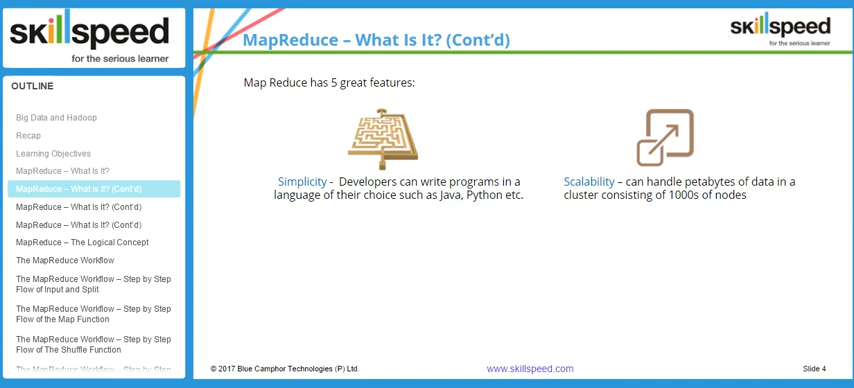 skillspeed
for the serious learner
OUTLINE
Big Data and Hadoop
Recap
Learning Objectives
MapReduce – What Is It?
MapReduce – What Is It? (Cont'd)
MapReduce – What Is It? (Cont'd)
MapReduce – What Is It? (Cont'd)
MapReduce – The Logical Concept
The MapReduce Workflow
The MapReduce Workflow – Step by Step
Flow of Input and Split
The MapReduce Workflow – Step by Step
Flow of the Map Function
The MapReduce Workflow – Step by Step
Flow of The Shuffle Function
The MapReduce Workflow – Step by Step
MapReduce – What Is It? (Cont'd)
skillspeed
for the serious learner
Map Reduce has 5 great features:
Simplicity - Developers can write programs in a
language of their choice such as Java, Python etc.
Scalability – can handle petabytes of data in a
cluster consisting of 1000s of nodes
© 2017 Blue Camphor Technologies (P) Ltd.
www.skillspeed.com
Slide 4